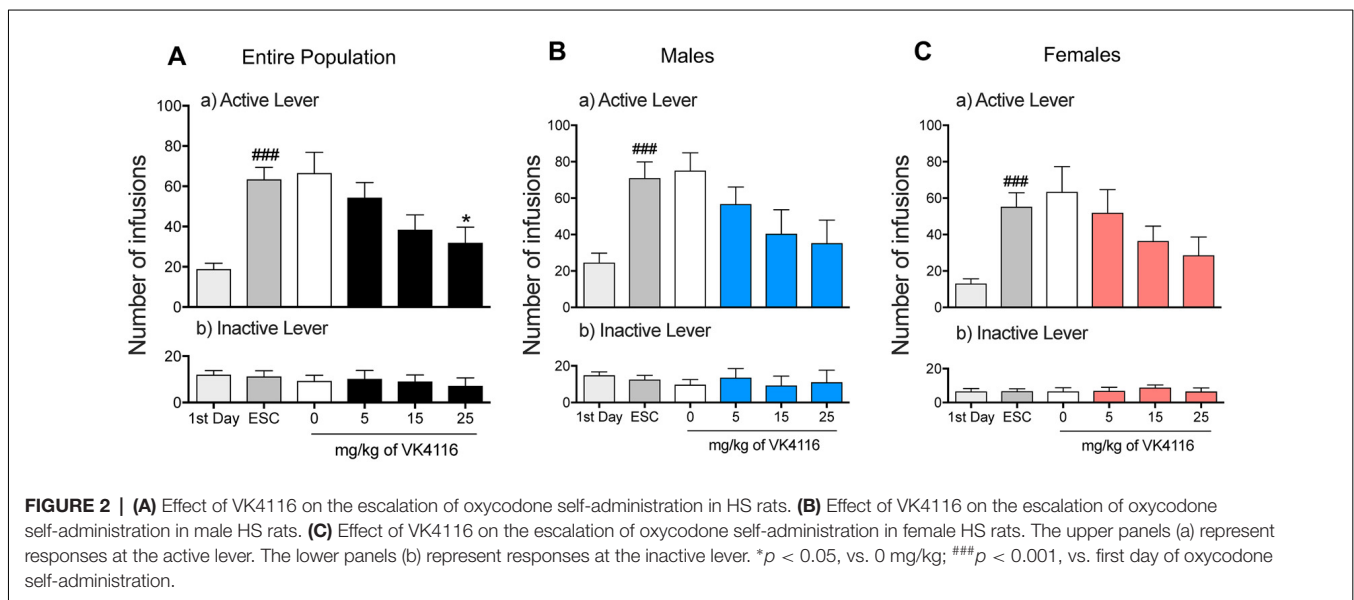 A Entire Population
a) Active Lever
Number of infusions
100
80
60
40
20
0
###
*
b) Inactive Lever
20
0
1st Day ESC 0 5 15 25
mg/kg of VK4116
B Males
a) Active Lever
Number of infusions
100
80
60
40
20
0
###
b) Inactive Lever
20
0
1st Day ESC 0 5 15 25
mg/kg of VK4116
C Females
a) Active Lever
Number of infusions
100
80
60
40
20
0
###
b) Inactive Lever
20
0
1st Day ESC 0 5 15 25
mg/kg of VK4116
FIGURE 2 | (A) Effect of VK4116 on the escalation of oxycodone self-administration in HS rats. (B) Effect of VK4116 on the escalation of oxycodone
self-administration in male HS rats. (C) Effect of VK4116 on the escalation of oxycodone self-administration in female HS rats. The upper panels (a) represent
responses at the active lever. The lower panels (b) represent responses at the inactive lever. *p < 0.05, vs. 0 mg/kg; ###p < 0.001, vs. first day of oxycodone
self-administration.